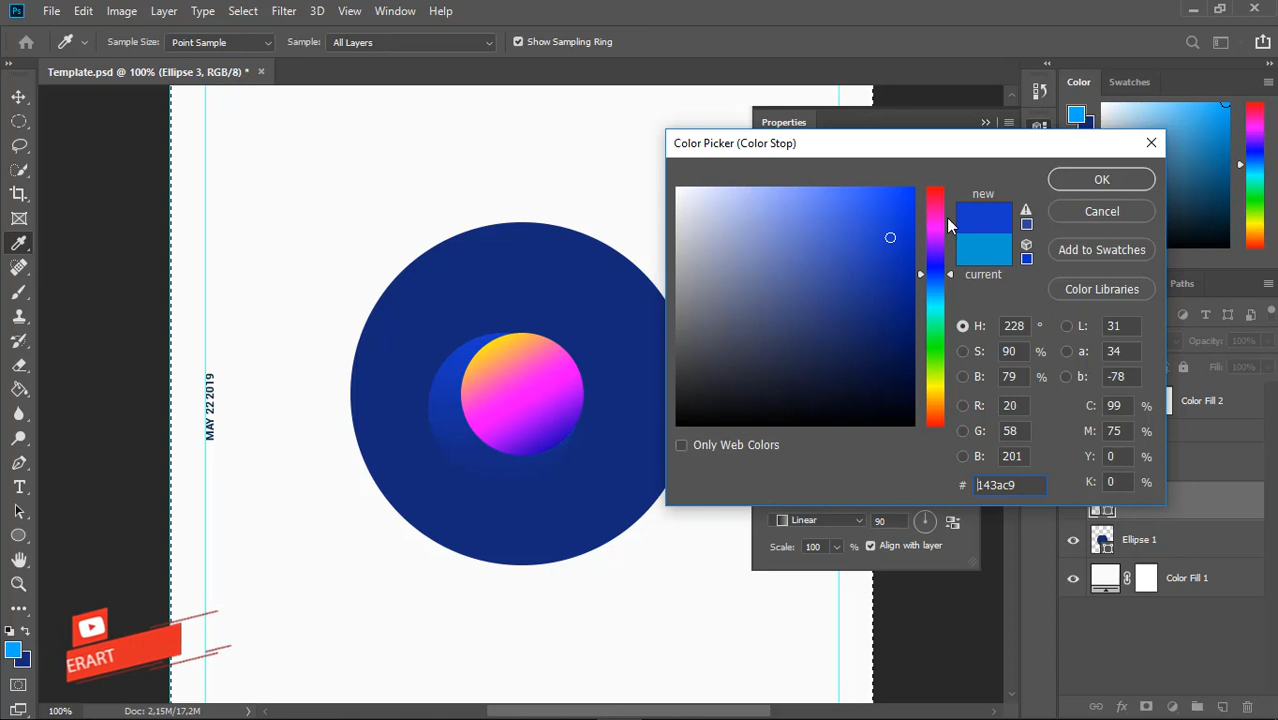 Ps File Edit Image Layer Type Select Filter 3D View Window Help
Sample Size: Point Sample Sample: All Layers Show Sampling Ring
Template.psd @ 100% (Ellipse 3, RGB/8) * ×
Color Swatches
Properties
Color Picker (Color Stop)
new
current
OK
Cancel
Add to Swatches
Color Libraries
H: 228 ° L: 31
S: 90 % a: 34
B: 79 % b: -78
R: 20 C: 99 %
G: 58 M: 75 %
B: 201 Y: 0 %
# 143ac9 K: 0 %
Only Web Colors
Linear 90
Scale: 100 % Align with layer
Paths
Opacity: 100%
Fill: 100%
Color Fill 2
Ellipse 1
Color Fill 1
MAY 22 2019
ERART
100% Doc: 2,15M/17,2M